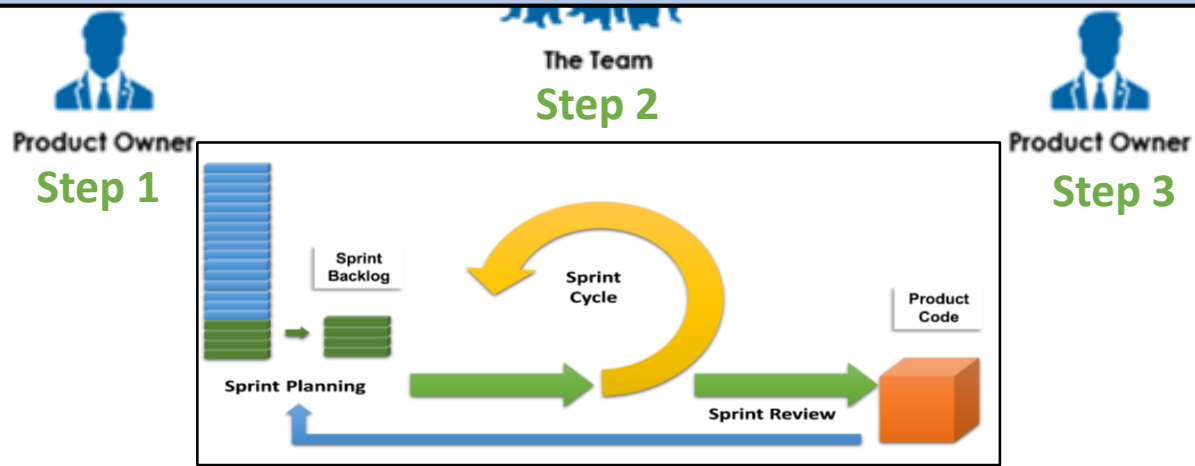 The Team
Step 2
Product Owner
Step 1
Product Owner
Step 3
Sprint
Backlog
Sprint
Cycle
Product
Code
Sprint Planning
Sprint Review